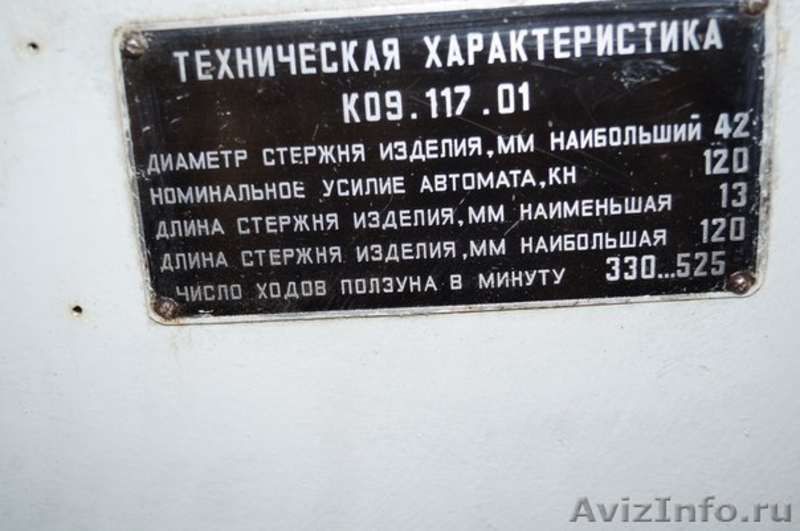 ТЕХНИЧЕСКАЯ ХАРАКТЕРИСТИКА
К09.117.01
ДИАМЕТР СТЕРЖНЯ ИЗДЕЛИЯ,ММ НАИБОЛЬШИЙ 42
НОМИНАЛЬНОЕ УСИЛИЕ АВТОМАТА,КН 120
ДЛИНА СТЕРЖНЯ ИЗДЕЛИЯ,ММ НАИМЕНЬШАЯ 13
ДЛИНА СТЕРЖНЯ ИЗДЕЛИЯ,ММ НАИБОЛЬШАЯ 120
ЧИСЛО ХОДОВ ПОЛЗУНА В МИНУТУ 330...525
AvizInfo.ru